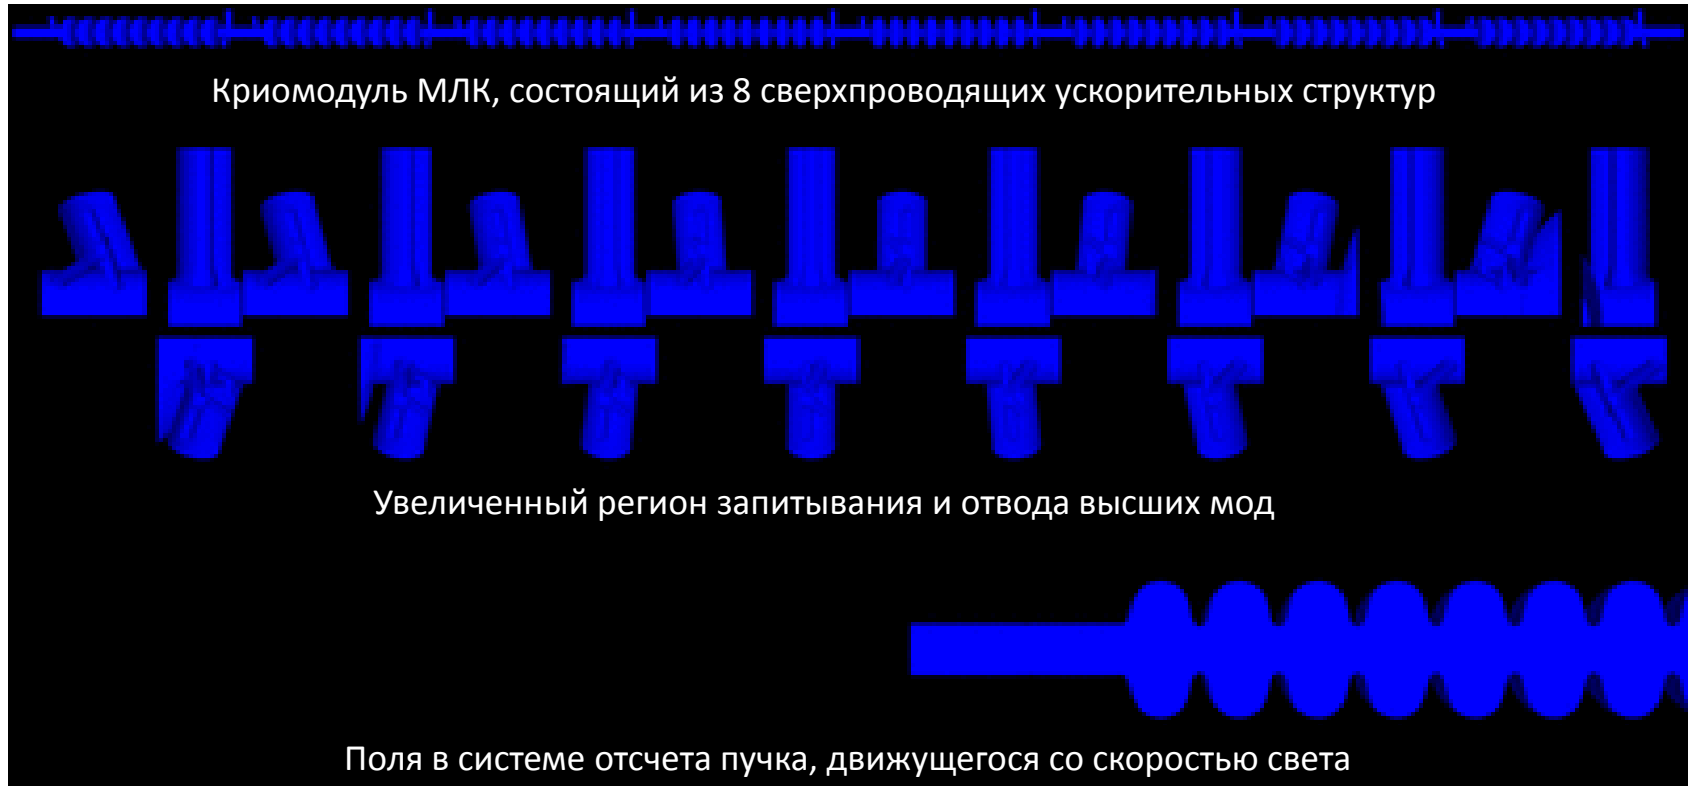 Криомодуль МЛК, состоящий из 8 сверхпроводящих ускорительных структур
Увеличенный регион запитывания и отвода высших мод
Поля в системе отсчета пучка, движущегося со скоростью света